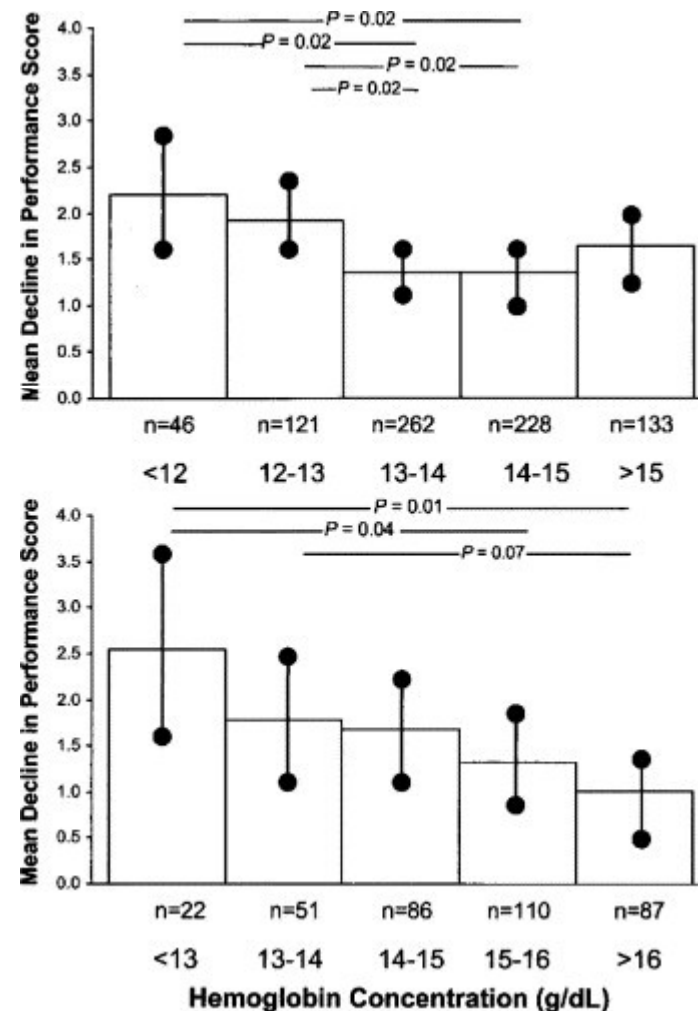 P = 0.02
P = 0.02
P = 0.02
P = 0.02
Mean Decline in Performance Score
4.0
3.5
3.0
2.5
2.0
1.5
1.0
0.5
0.0
n=46 n=121 n=262 n=228 n=133
<12 12-13 13-14 14-15 >15
P = 0.01
P = 0.04
P = 0.07
Mean Decline in Performance Score
4.0
3.5
3.0
2.5
2.0
1.5
1.0
0.5
0.0
n=22 n=51 n=86 n=110 n=87
<13 13-14 14-15 15-16 >16
Hemoglobin Concentration (g/dL)